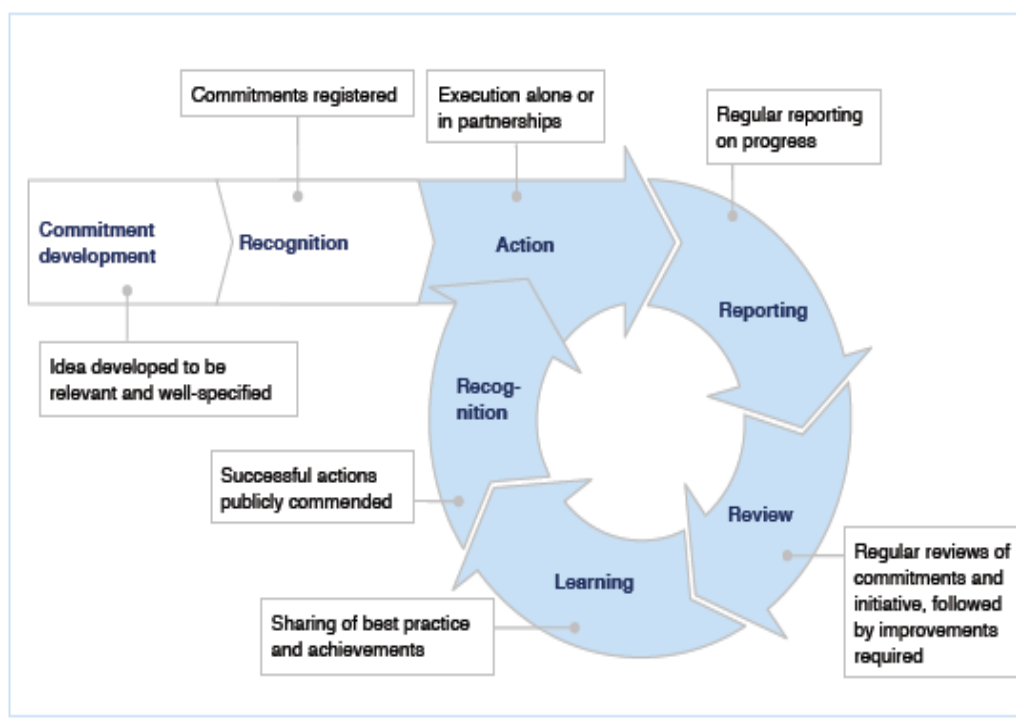 Commitments registered
Execution alone or
in partnerships
Regular reporting
on progress
Commitment
development
Recognition
Action
Reporting
Idea developed to be
relevant and well-specified
Recog-
nition
Successful actions
publicly commended
Review
Regular reviews of
commitments and
initiative, followed
by improvements
required
Learning
Sharing of best practice
and achievements